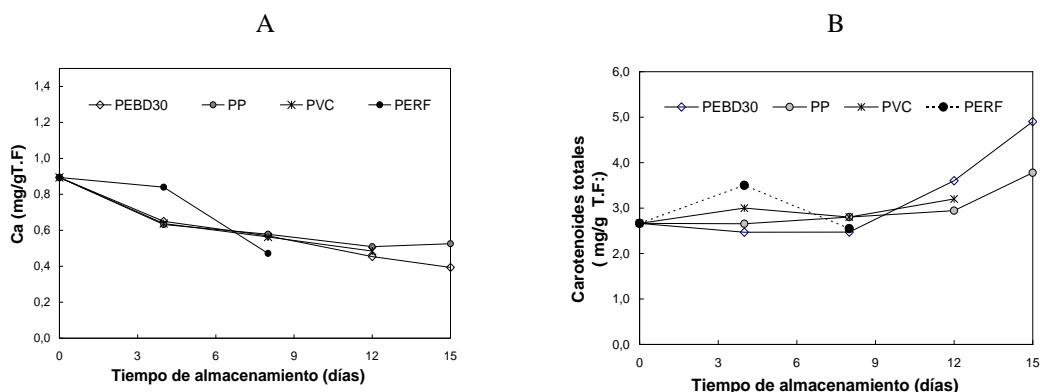 A
1,4
1,2
1,0
0,8
0,6
0,4
0,2
0,0
Ca (mg/gT.F)
PEBD30 PP PVC PERF
0 3 6 9 12 15
Tiempo de almacenamiento (días)
B
6,0
5,0
4,0
3,0
2,0
1,0
0,0
Carotenoides totales
( mg/g T.F:)
PEBD30 PP PVC PERF
0 3 6 9 12 15
Tiempo de almacenamiento (días)